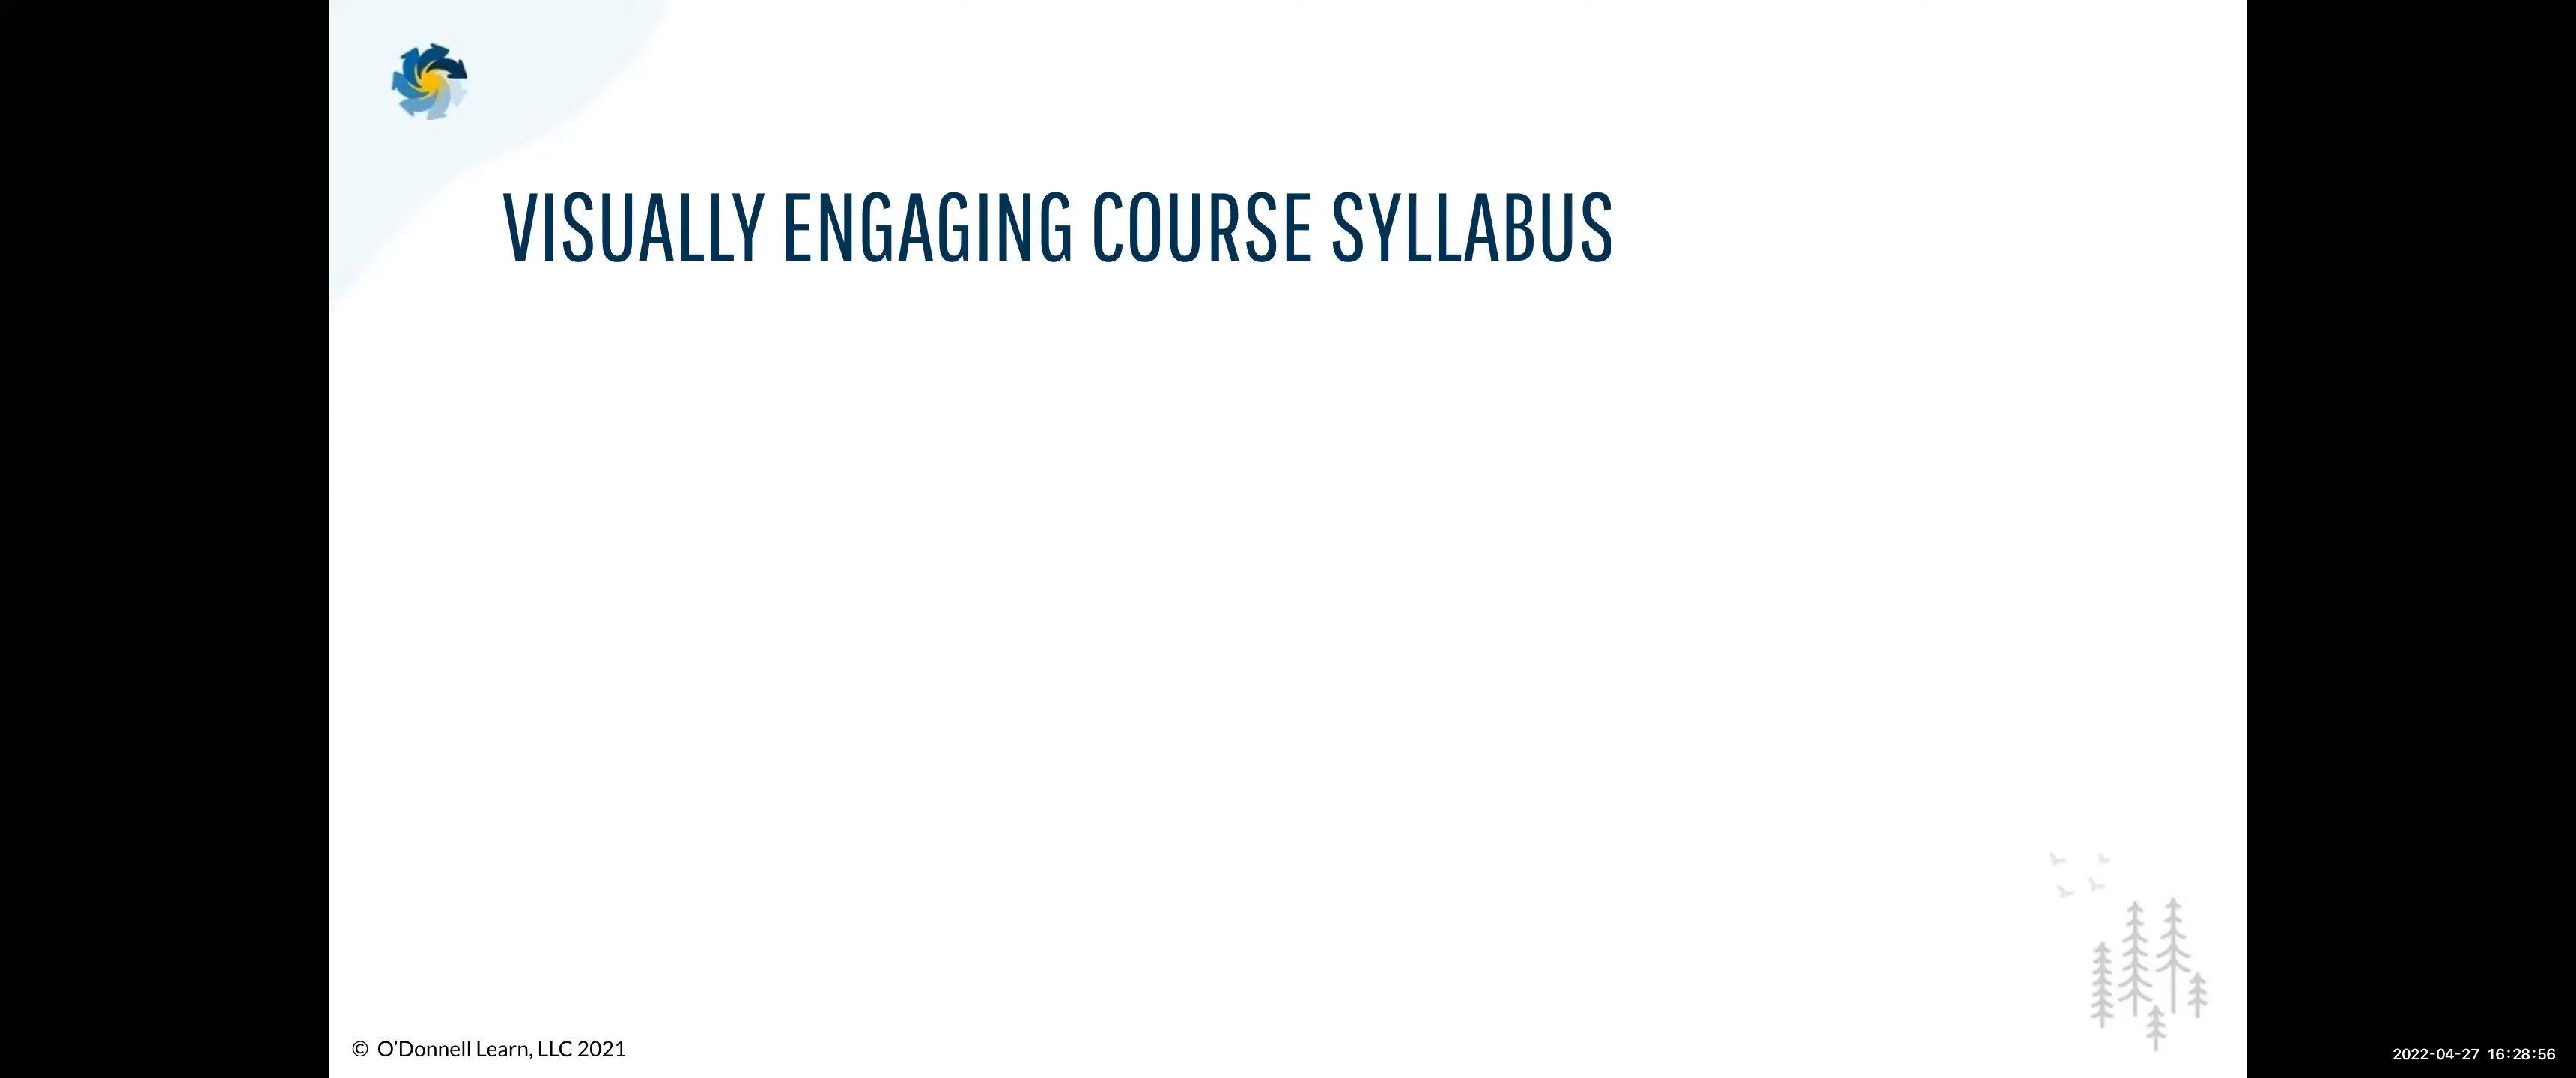 VISUALLY ENGAGING COURSE SYLLABUS
© O’Donnell Learn, LLC 2021
2022-04-27 16:28:56